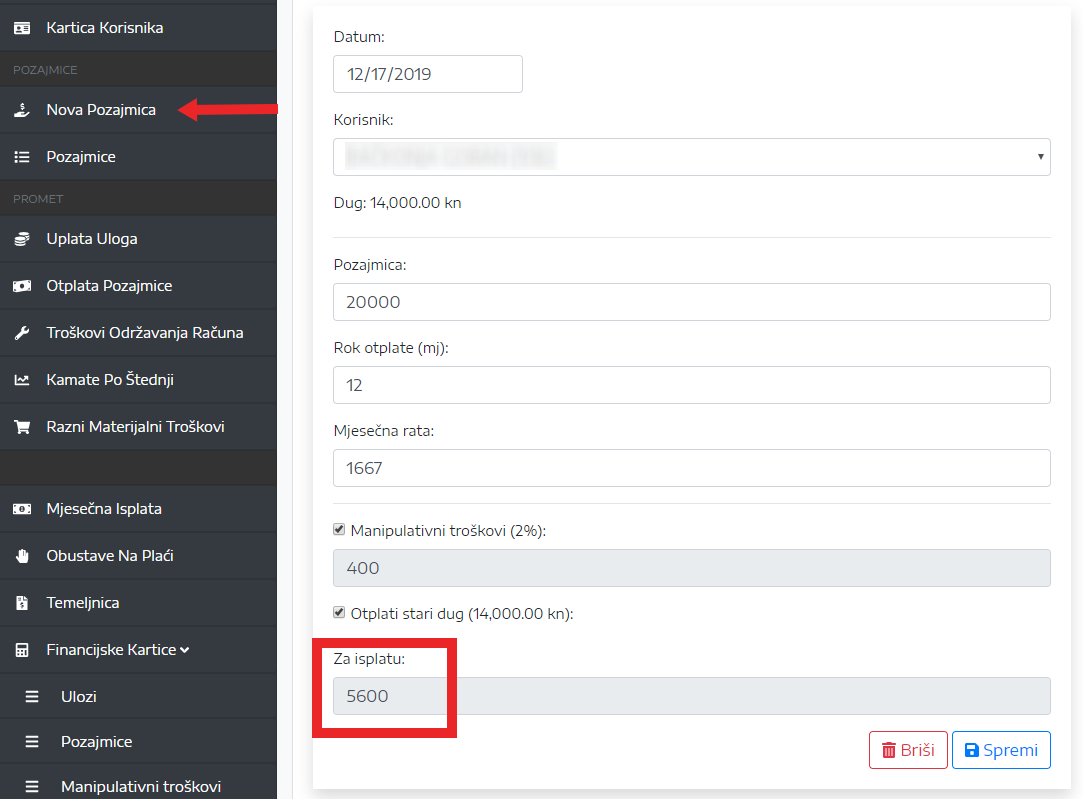 Kartica Korisnika
POZAJMICE
Nova Pozajmica
Pozajmice
PROMET
Uplata Uloga
Otplata Pozajmice
Troškovi Održavanja Računa
Kamate Po Štednji
Razni Materijalni Troškovi
Mjesečna Isplata
Obustave Na Plaći
Temeljnica
Financijske Kartice
Ulozi
Pozajmice
Manipulativni troškovi
Datum:
12/17/2019
Korisnik:
Dug: 14,000.00 kn
Pozajmica:
20000
Rok otplate (mj):
12
Mjesečna rata:
1667
Manipulativni troškovi (2%):
400
Otplati stari dug (14,000.00 kn):
Za isplatu:
5600
Briši
Spremi